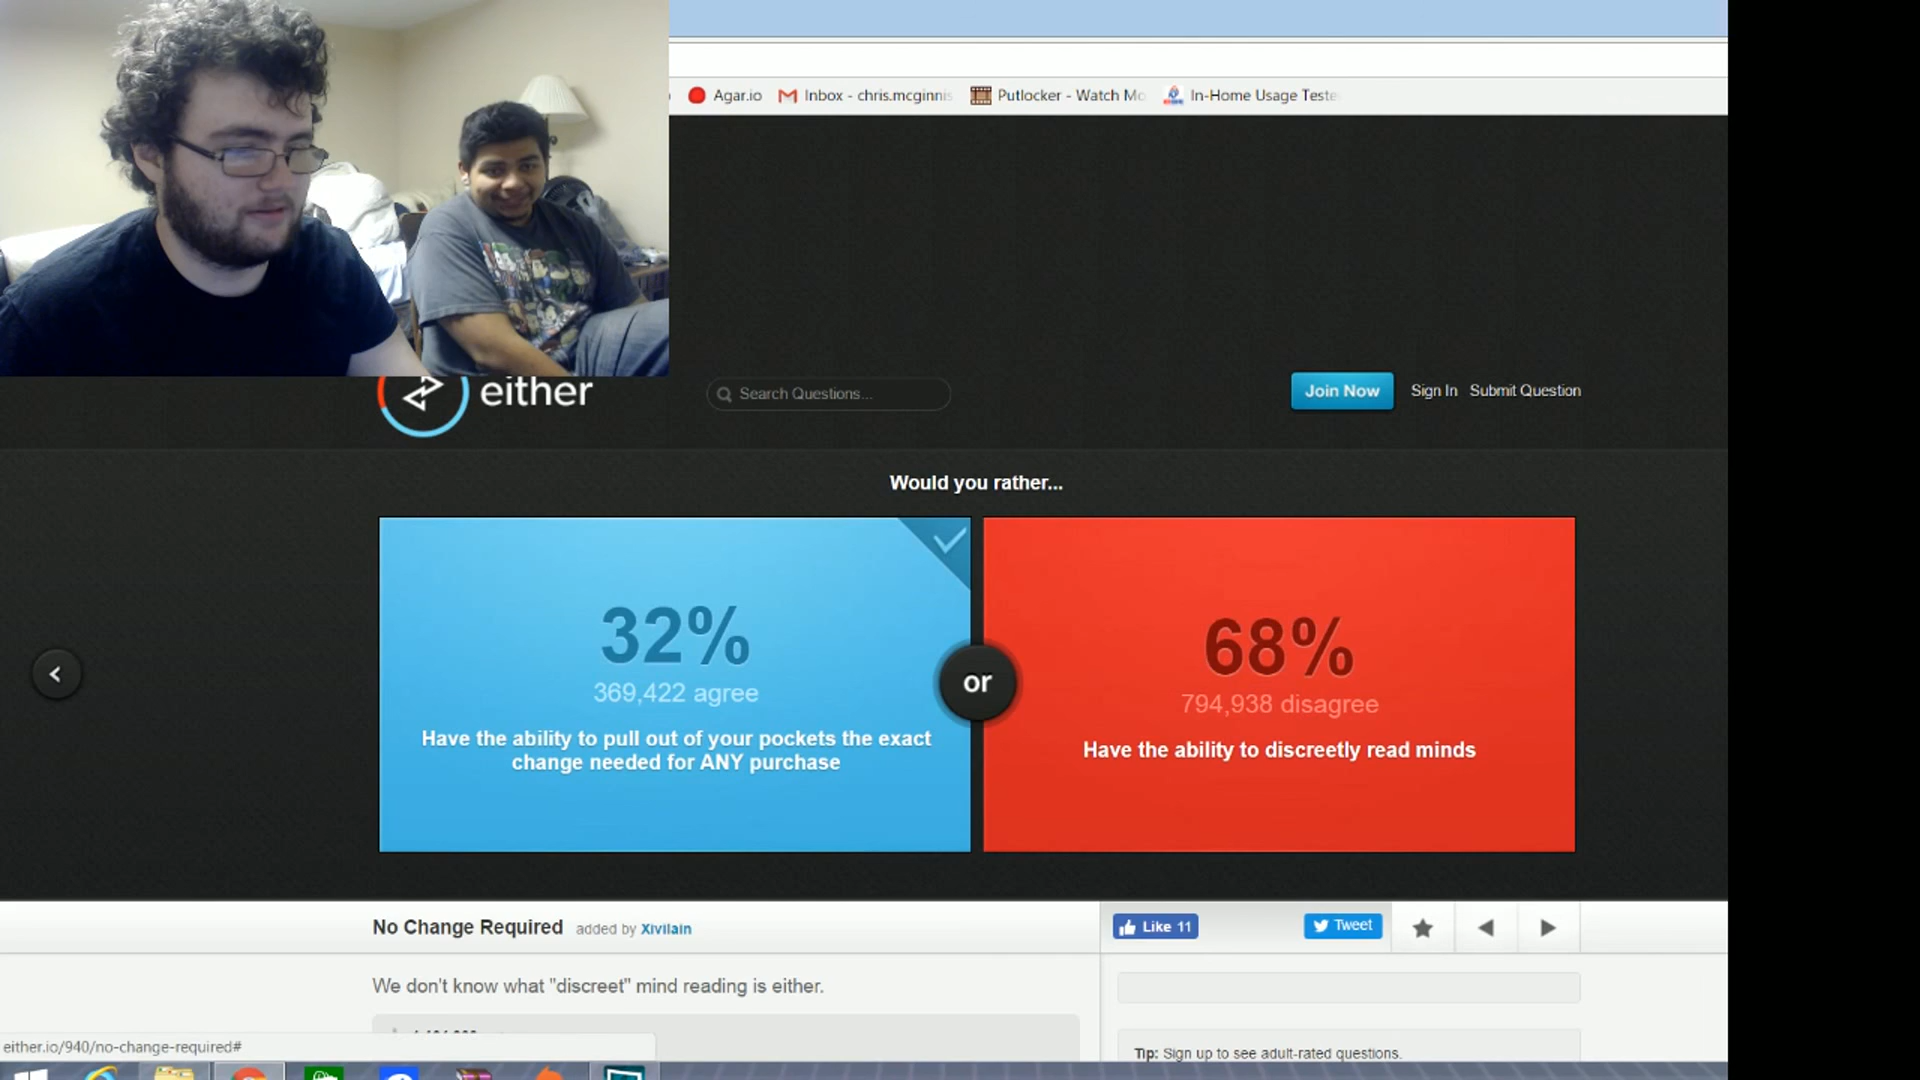 Agar.io
Inbox - chris.mcginnis
Putlocker - Watch Mo
In-Home Usage Teste
either
Search Questions...
Join Now
Sign In
Submit Question
Would you rather...
32%
369,422 agree
Have the ability to pull out of your pockets the exact
change needed for ANY purchase
or
68%
794,938 disagree
Have the ability to discreetly read minds
No Change Required
added by Xivilain
Like 11
Tweet
We don't know what "discreet" mind reading is either.
either.io/940/no-change-required#
Tip: Sign up to see adult-rated questions.